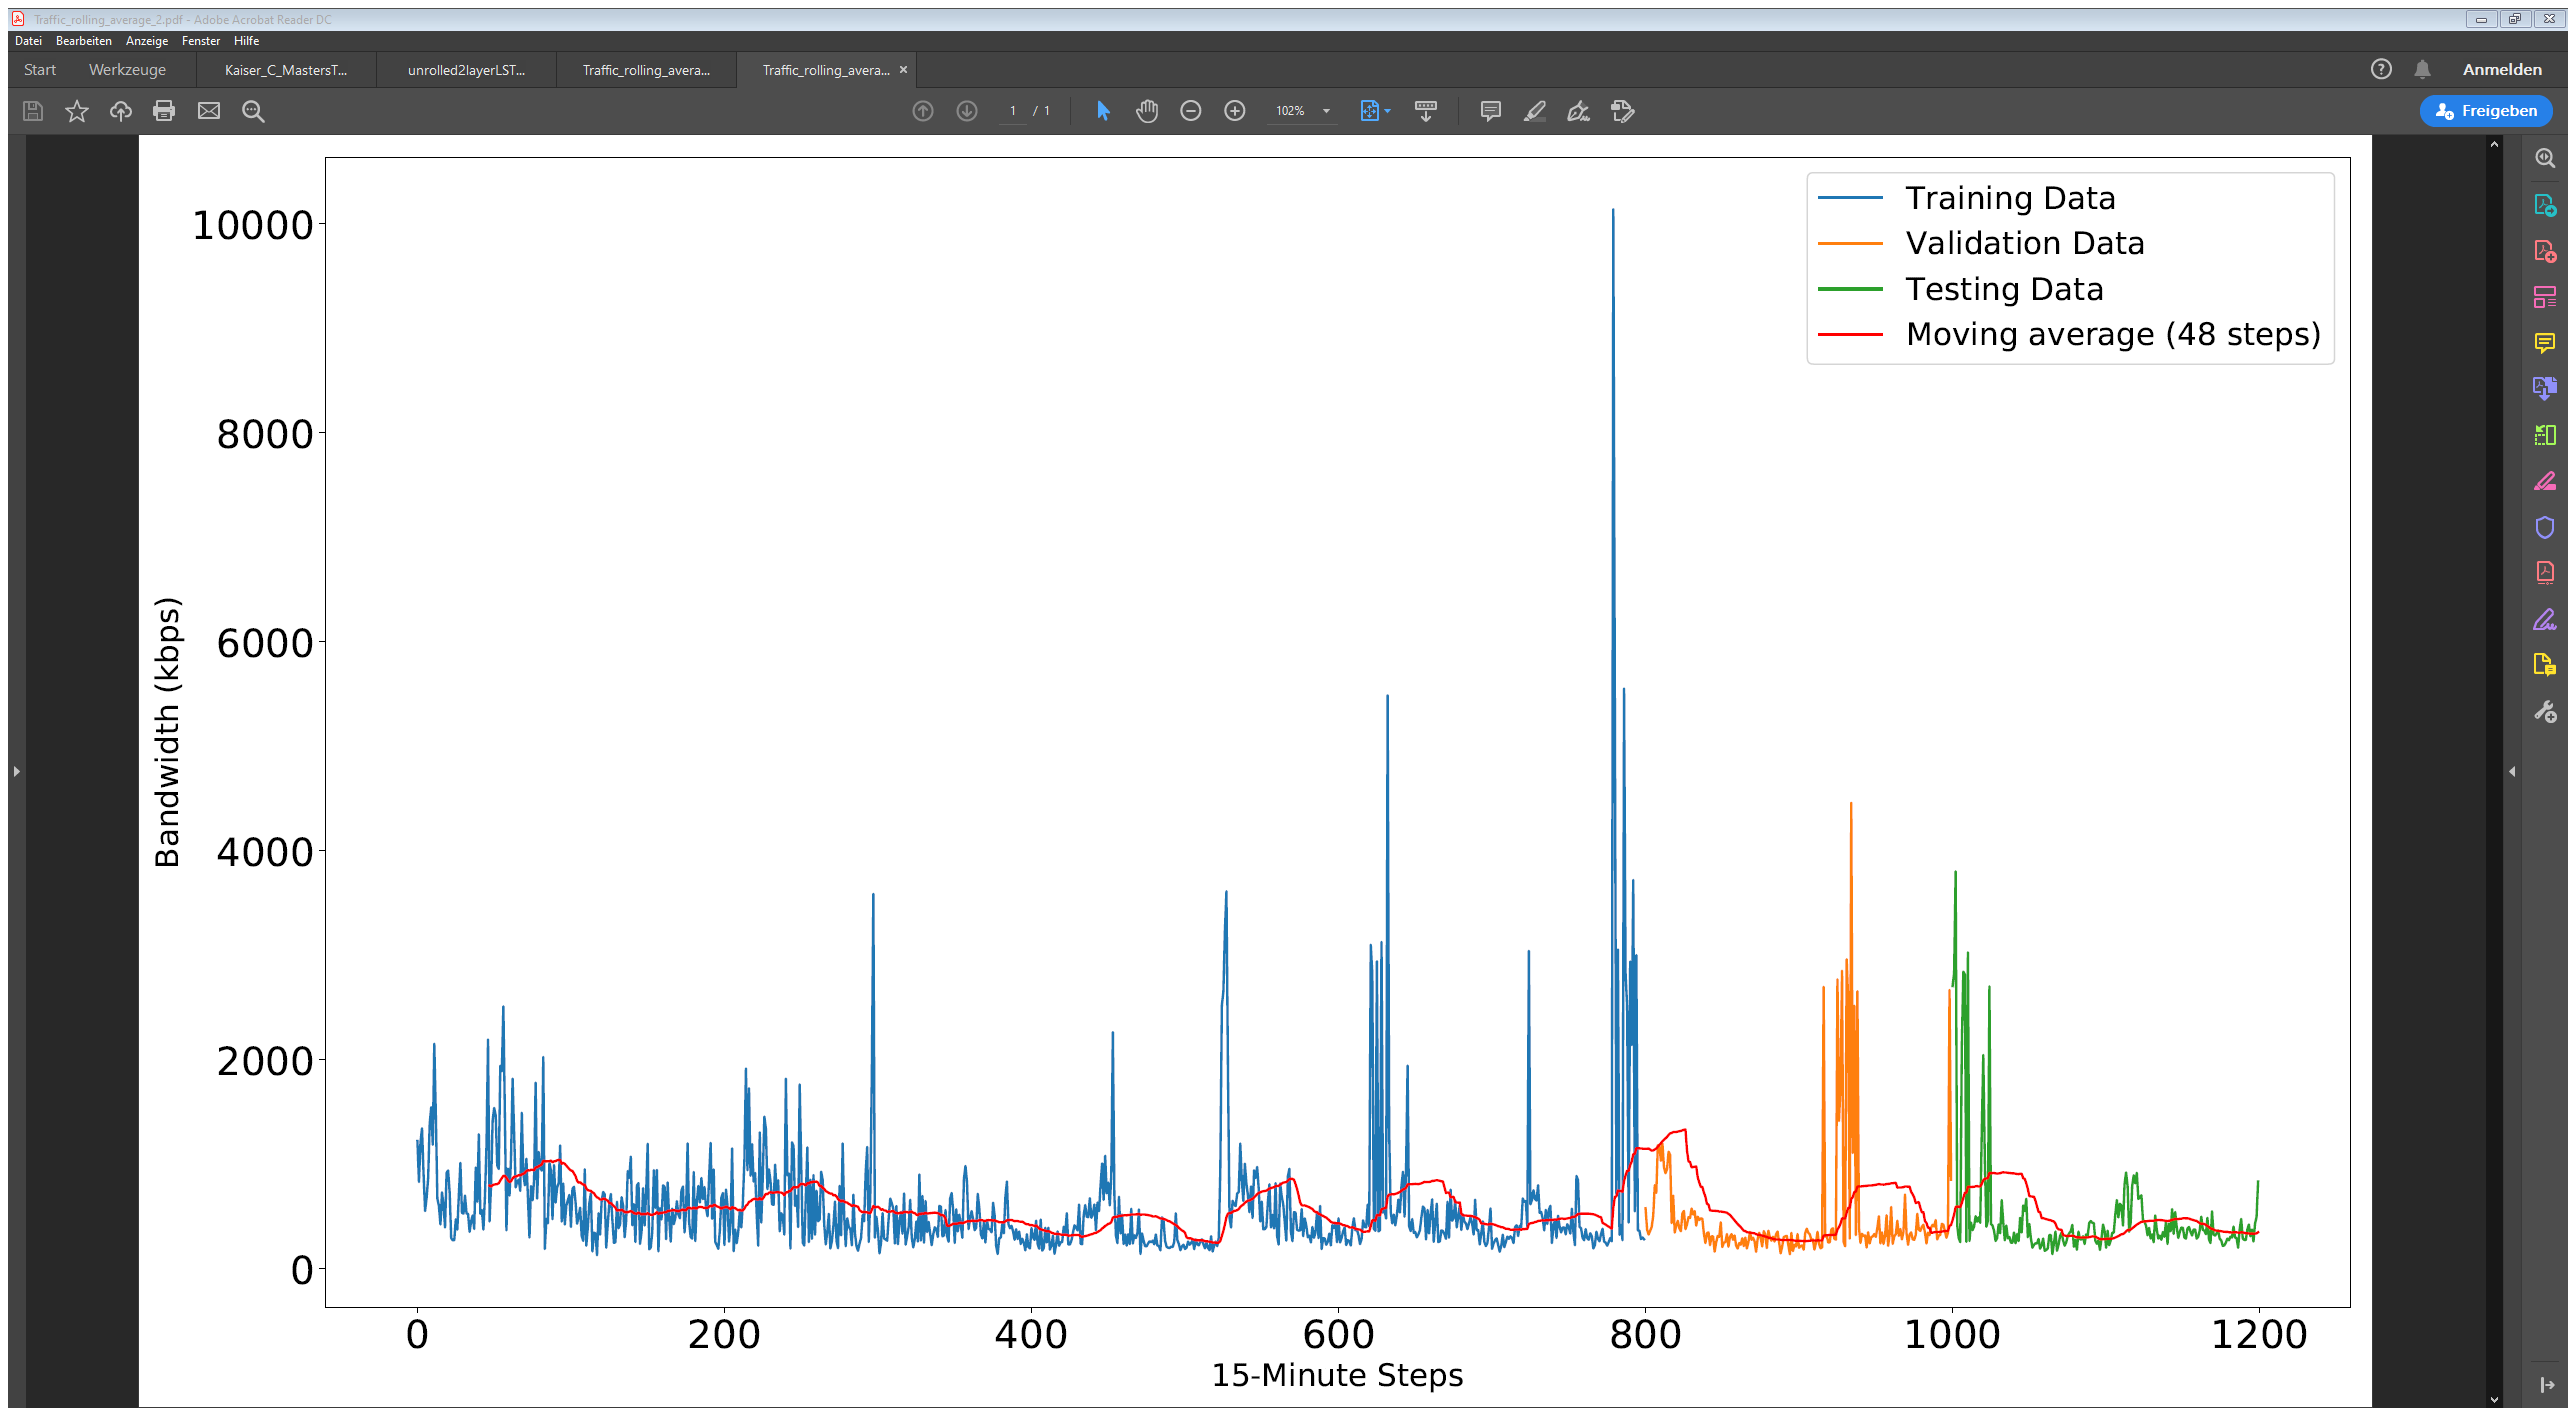 Traffic_rolling_average_2.pdf - Adobe Acrobat Reader DC
Datei Bearbeiten Anzeige Fenster Hilfe
Start Werkzeuge Kaiser_C_MastersT... unrolled2layerLST... Traffic_rolling_avera... Traffic_rolling_avera... Anmelden
1 / 1 102% Freigeben
Training Data
Validation Data
Testing Data
Moving average (48 steps)
10000
8000
6000
4000
2000
0
Bandwidth (kbps)
0 200 400 600 800 1000 1200
15-Minute Steps